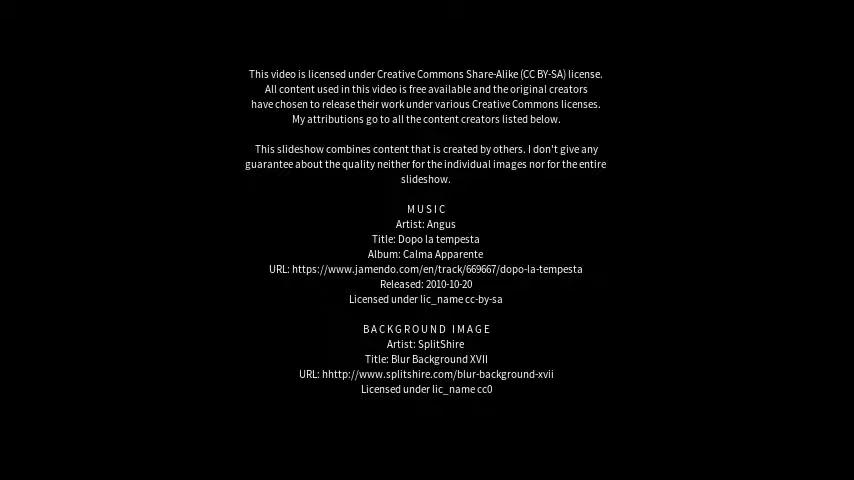 This video is licensed under Creative Commons Share-Alike (CC BY-SA) license.
All content used in this video is free available and the original creators
have chosen to release their work under various Creative Commons licenses.
My attributions go to all the content creators listed below.
This slideshow combines content that is created by others. I don't give any
guarantee about the quality neither for the individual images nor for the entire
slideshow.
MUSIC
Artist: Angus
Title: Dopo la tempesta
Album: Calma Apparente
URL: https://www.jamendo.com/en/track/669667/dopo-la-tempesta
Released: 2010-10-20
Licensed under lic_name cc-by-sa
BACKGROUND IMAGE
Artist: SplitShire
Title: Blur Background XVII
URL: hhttp://www.splitshire.com/blur-background-xvii
Licensed under lic_name cc0